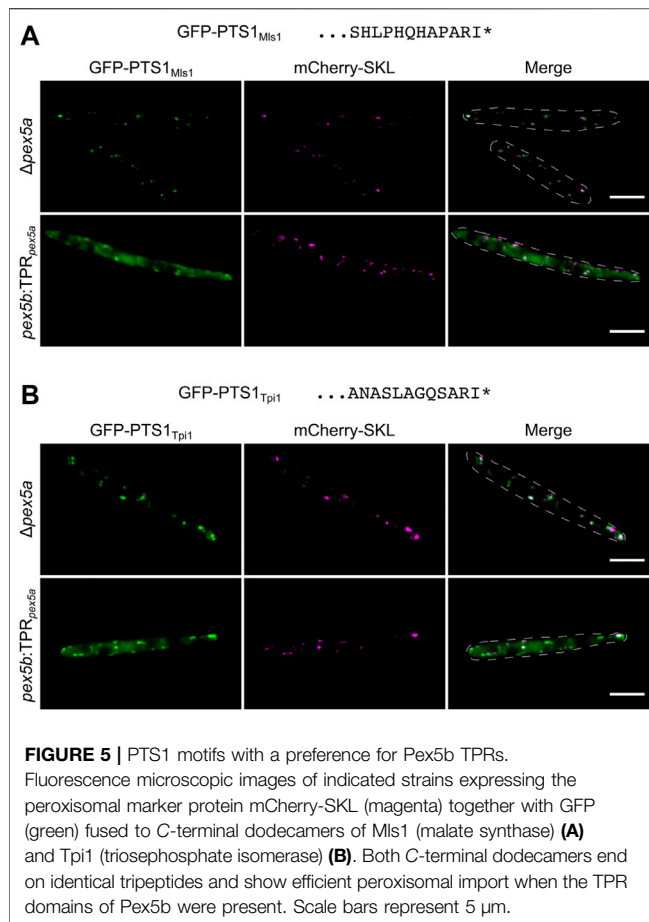 A
GFP-PTS1Mls1 ...SHLPHQHAPARI*
GFP-PTS1Mls1 mCherry-SKL Merge
Δpex5a
pex5b:TPRpex5a
B
GFP-PTS1Tpi1 ...ANASLAGQSARI*
GFP-PTS1Tpi1 mCherry-SKL Merge
Δpex5a
pex5b:TPRpex5a
FIGURE 5 | PTS1 motifs with a preference for Pex5b TPRs.
Fluorescence microscopic images of indicated strains expressing the
peroxisomal marker protein mCherry-SKL (magenta) together with GFP
(green) fused to C-terminal dodecamers of Mls1 (malate synthase) (A)
and Tpi1 (triosephosphate isomerase) (B). Both C-terminal dodecamers end
on identical tripeptides and show efficient peroxisomal import when the TPR
domains of Pex5b were present. Scale bars represent 5 μm.